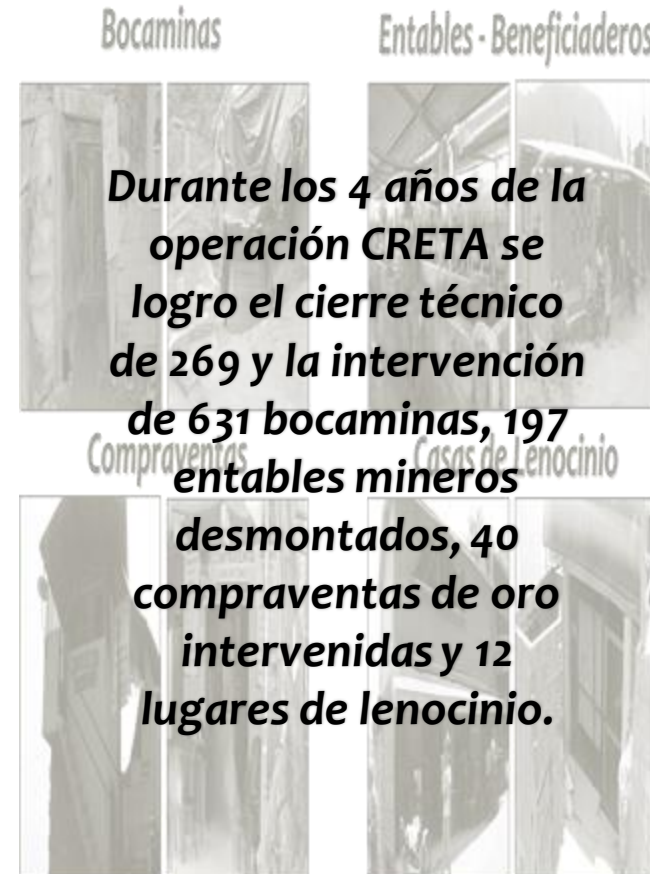 Bocaminas
Entables - Beneficiaderos
Durante los 4 años de la
operación CRETA se
logro el cierre técnico
de 269 y la intervención
de 631 bocaminas, 197
Compraventas
Casas de Lenocinio
entables mineros
desmontados, 40
compraventas de oro
intervenidas y 12
lugares de lenocinio.